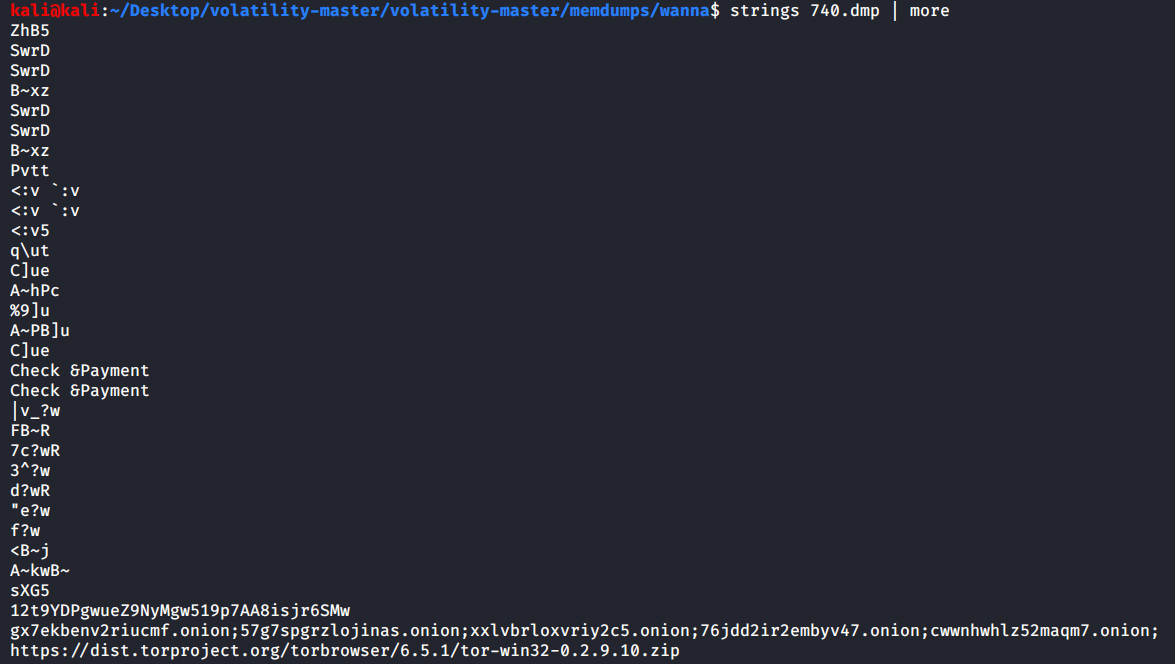 kali@kali:~/Desktop/volatility-master/volatility-master/memdumps/wanna$ strings 740.dmp | more
ZhB5
SwrD
SwrD
B~xz
SwrD
SwrD
B~xz
Pvtt
<:v `:v
<:v `:v
<:v5
q\ut
C]ue
A~hPc
%9]u
A~PB]u
C]ue
Check &Payment
Check &Payment
|v_?w
FB~R
7c?wR
3^?w
d?wR
"e?w
f?w
<B~j
A~kwB~
sXG5
12t9YDPgwueZ9NyMgw519p7AA8isjr6SMw
gx7ekbenv2riucmf.onion;57g7spgrzlojinas.onion;xxlvbrloxvriy2c5.onion;76jdd2ir2embyv47.onion;cwwnhwhlz52maqm7.onion;
https://dist.torproject.org/torbrowser/6.5.1/tor-win32-0.2.9.10.zip